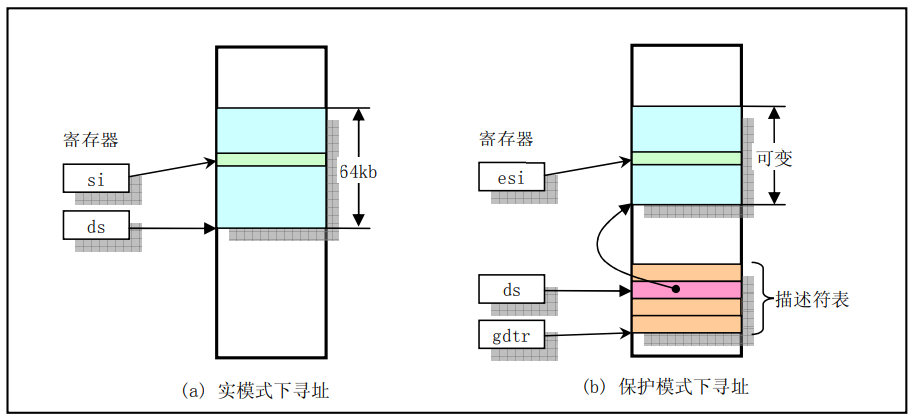 寄存器
si
ds
64kb
(a) 实模式下寻址
寄存器
esi
可变
ds
gdtr
描述符表
(b) 保护模式下寻址